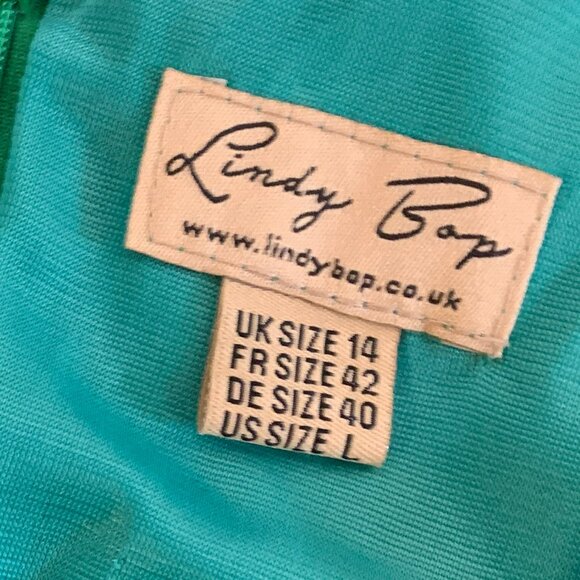 Lindy Bop
www.lindybop.co.uk
UK SIZE 14
FR SIZE 42
DE SIZE 40
US SIZE L